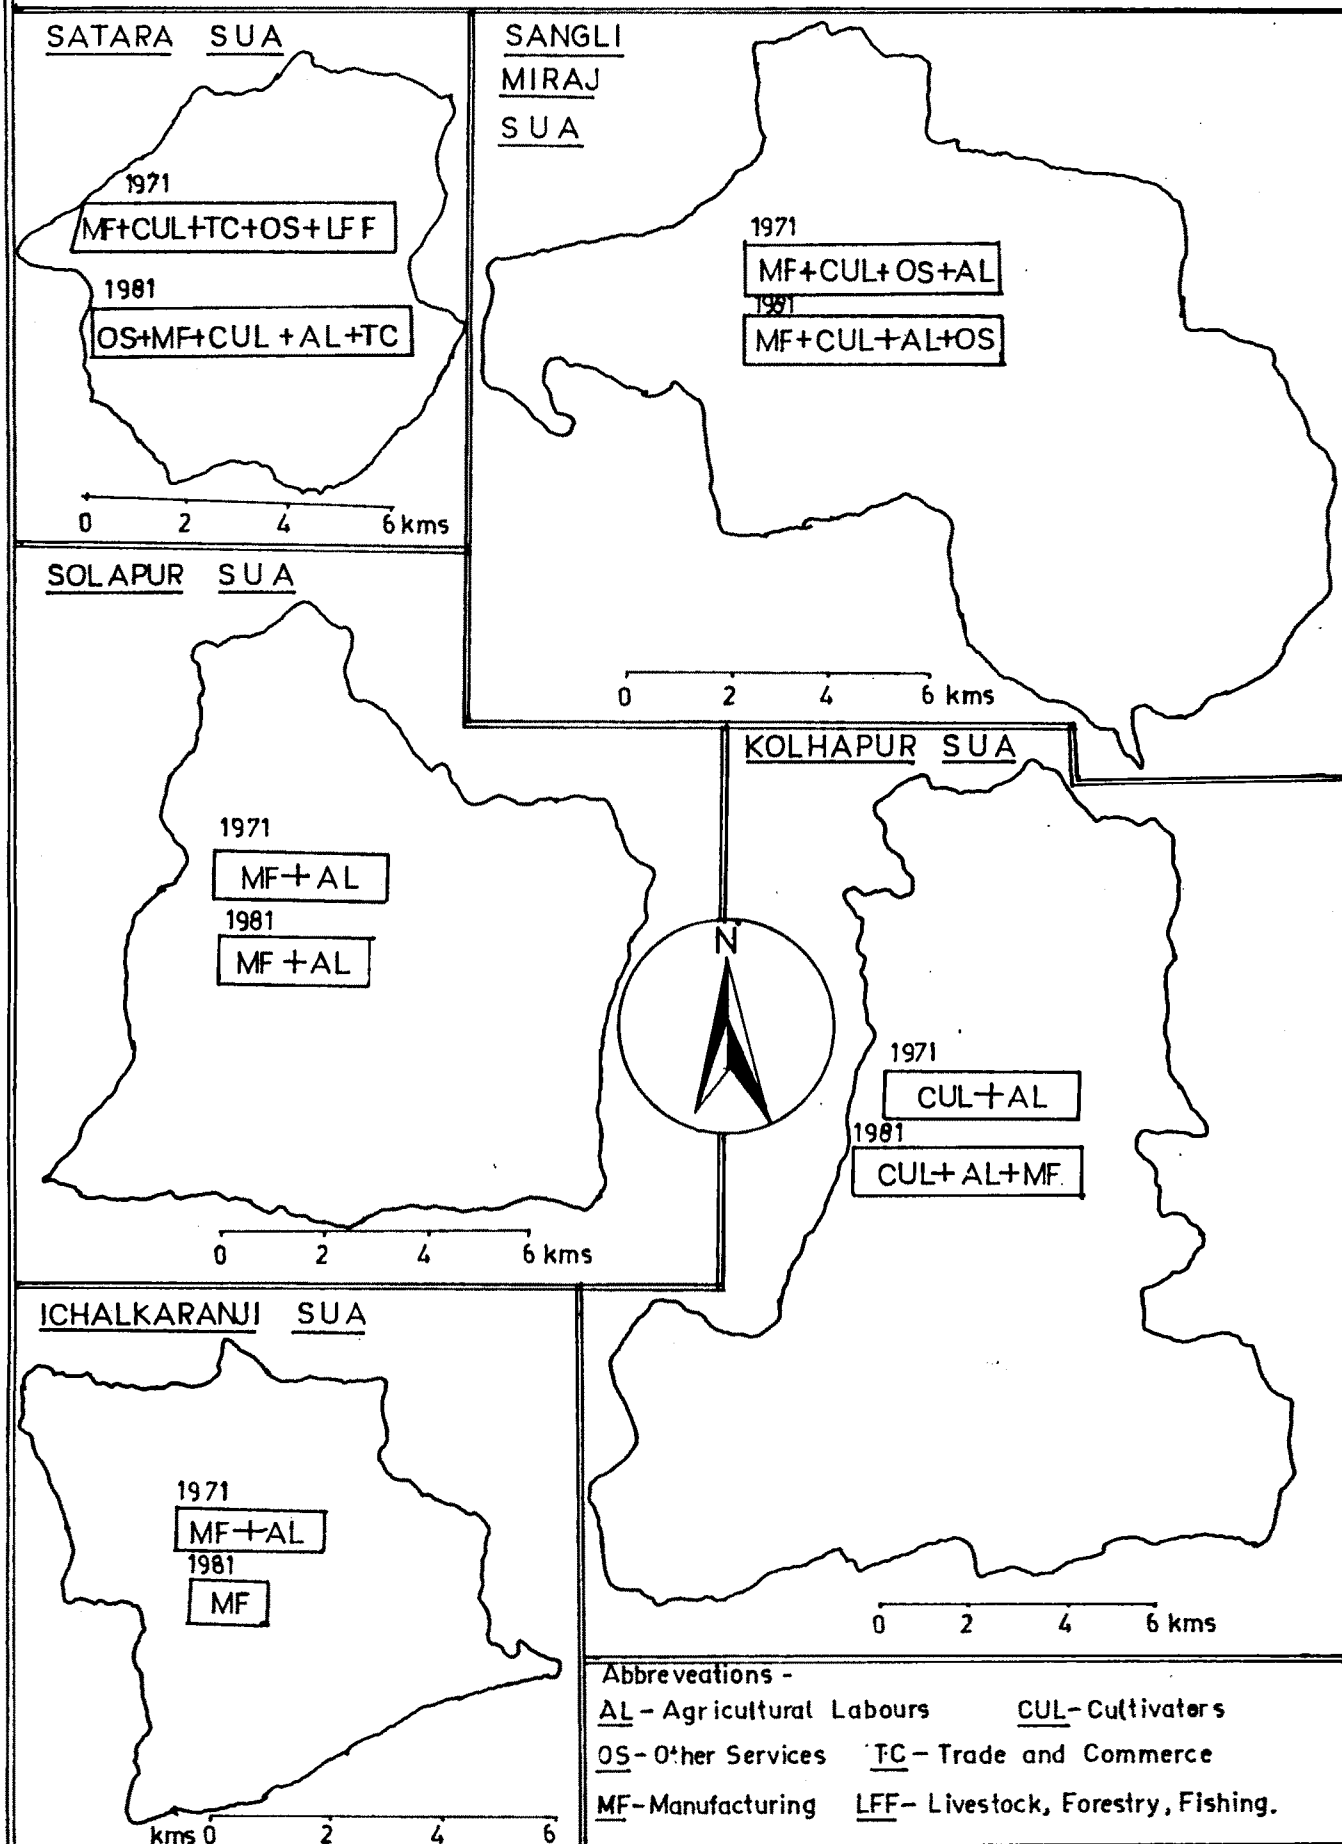 SATARA SUA
1971
MF+CUL+TC+OS+LFF
1981
OS+MF+CUL+AL+TC
0 2 4 6 kms
SANGLI
MIRAJ
SUA
1971
MF+CUL+OS+AL
1981
MF+CUL+AL+OS
0 2 4 6 kms
SOLAPUR SUA
1971
MF+AL
1981
MF+AL
0 2 4 6 kms
N
KOLHAPUR SUA
1971
CUL+AL
1981
CUL+AL+MF
0 2 4 6 kms
ICHALKARANJI SUA
1971
MF+AL
1981
MF
kms 0 2 4 6
Abbreveations -
AL - Agricultural Labours CUL - Cultivators
OS - Other Services TC - Trade and Commerce
MF - Manufacturing LFF - Livestock, Forestry, Fishing.